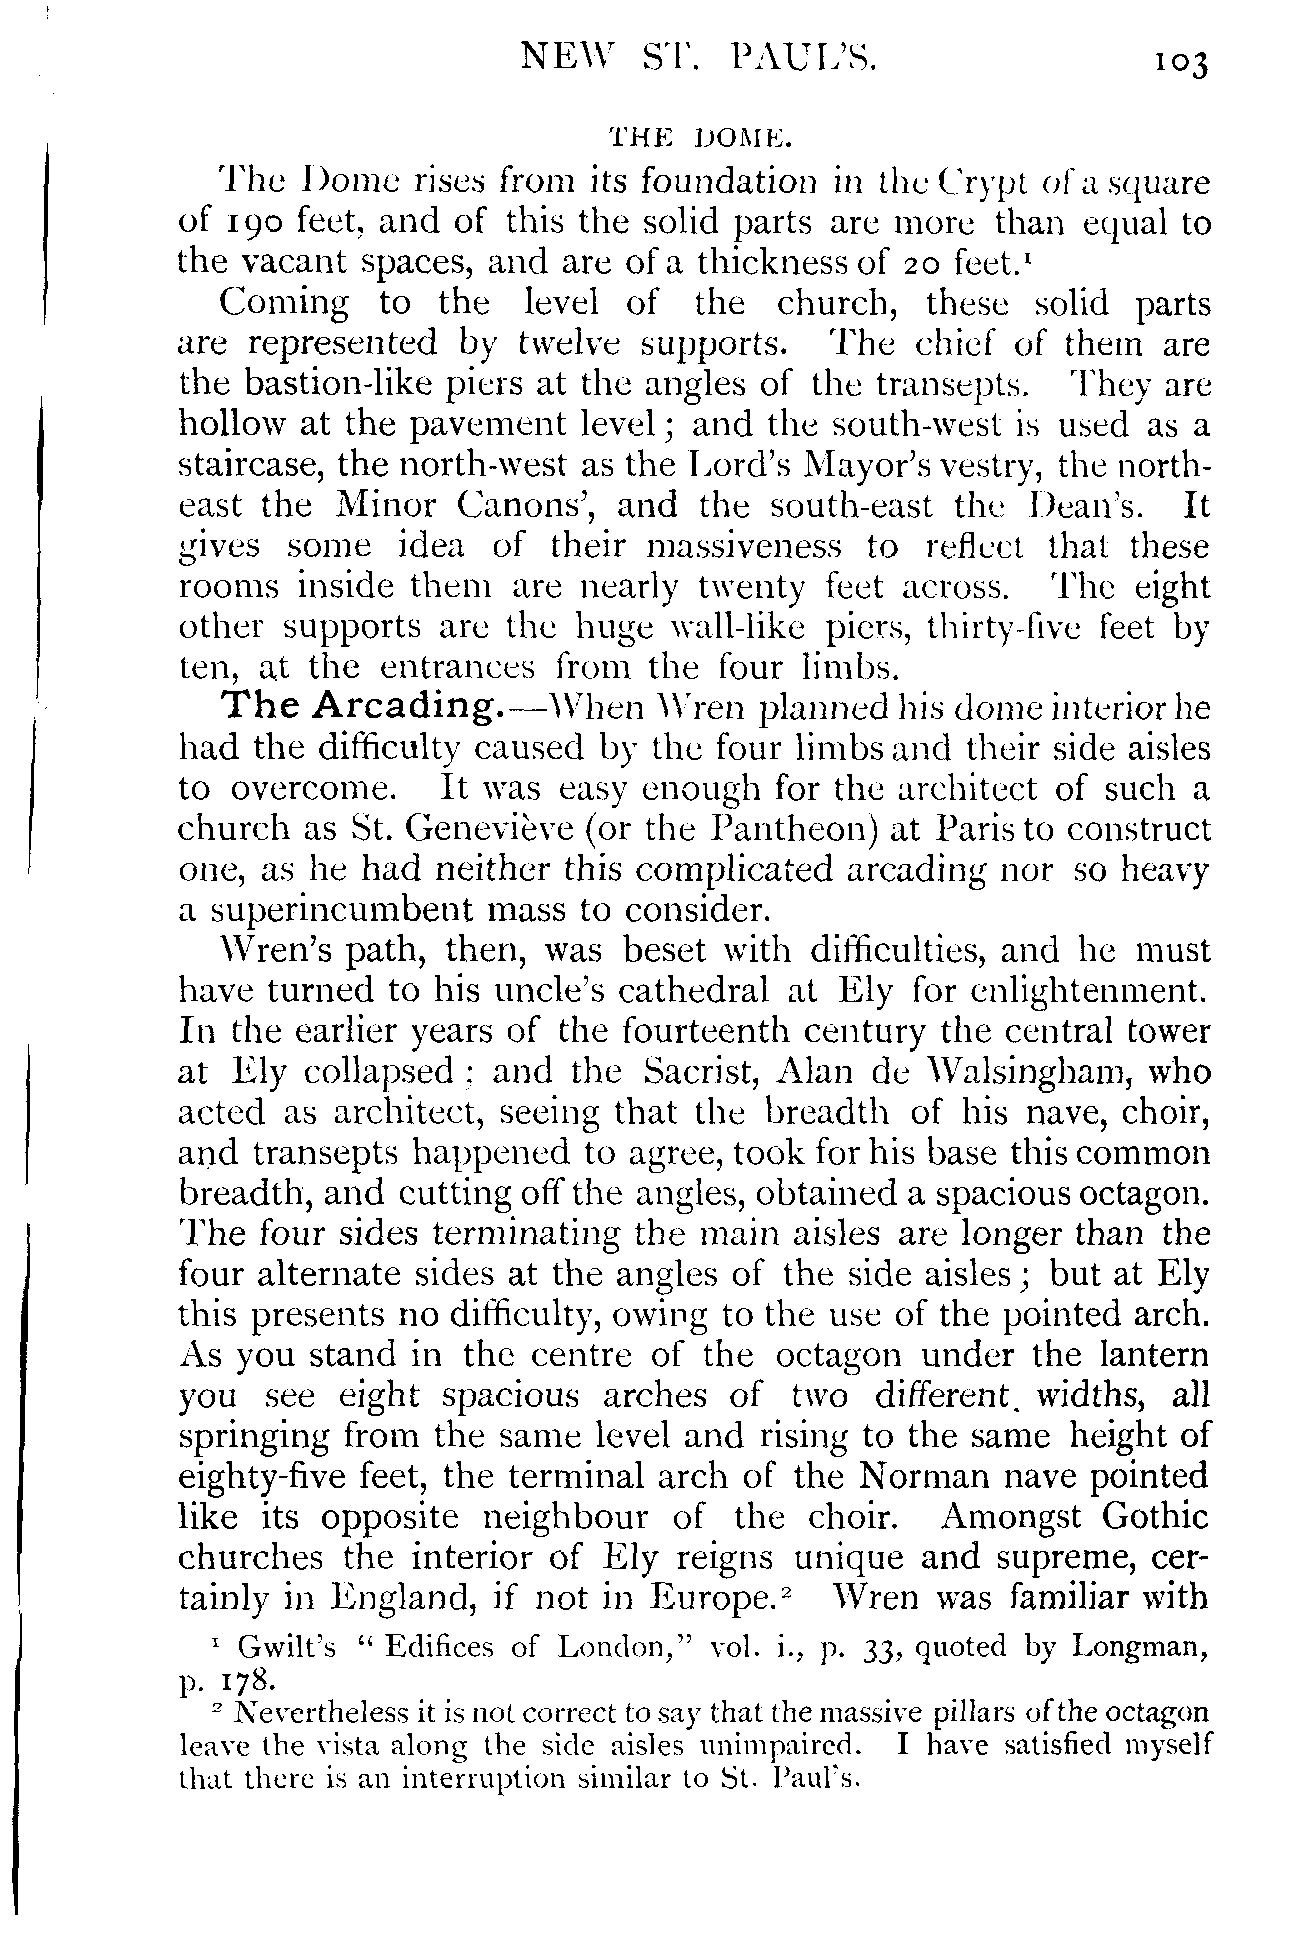 NEW ST. PAUL'S. 103
THE DOME.
The Dome rises from its foundation in the Crypt of a square
of 190 feet, and of this the solid parts are more than equal to
the vacant spaces, and are of a thickness of 20 feet.¹
Coming to the level of the church, these solid parts
are represented by twelve supports. The chief of them are
the bastion-like piers at the angles of the transepts. They are
hollow at the pavement level; and the south-west is used as a
staircase, the north-west as the Lord's Mayor's vestry, the north-
east the Minor Canons', and the south-east the Dean's. It
gives some idea of their massiveness to reflect that these
rooms inside them are nearly twenty feet across. The eight
other supports are the huge wall-like piers, thirty-five feet by
ten, at the entrances from the four limbs.
The Arcading.—When Wren planned his dome interior he
had the difficulty caused by the four limbs and their side aisles
to overcome. It was easy enough for the architect of such a
church as St. Geneviève (or the Pantheon) at Paris to construct
one, as he had neither this complicated arcading nor so heavy
a superincumbent mass to consider.
Wren's path, then, was beset with difficulties, and he must
have turned to his uncle's cathedral at Ely for enlightenment.
In the earlier years of the fourteenth century the central tower
at Ely collapsed; and the Sacrist, Alan de Walsingham, who
acted as architect, seeing that the breadth of his nave, choir,
and transepts happened to agree, took for his base this common
breadth, and cutting off the angles, obtained a spacious octagon.
The four sides terminating the main aisles are longer than the
four alternate sides at the angles of the side aisles; but at Ely
this presents no difficulty, owing to the use of the pointed arch.
As you stand in the centre of the octagon under the lantern
you see eight spacious arches of two different widths, all
springing from the same level and rising to the same height of
eighty-five feet, the terminal arch of the Norman nave pointed
like its opposite neighbour of the choir. Amongst Gothic
churches the interior of Ely reigns unique and supreme, cer-
tainly in England, if not in Europe.² Wren was familiar with
¹ Gwilt's "Edifices of London," vol. i., p. 33, quoted by Longman,
p. 178.
² Nevertheless it is not correct to say that the massive pillars of the octagon
leave the vista along the side aisles unimpaired. I have satisfied myself
that there is an interruption similar to St. Paul's.